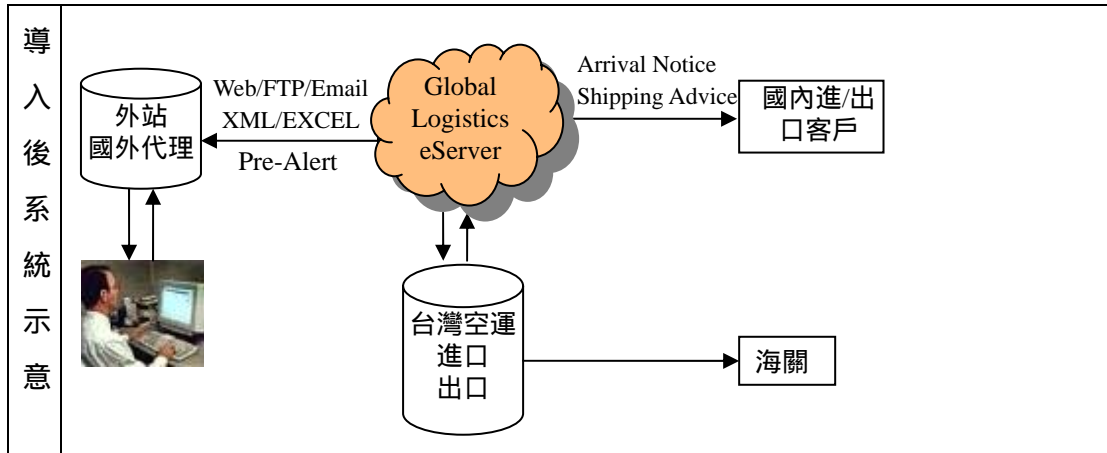 導入後系統示意
外站
國外代理
Web/FTP/Email
XML/EXCEL
Pre-Alert
Global
Logistics
eServer
Arrival Notice
Shipping Advice
國內進/出
口客戶
台灣空運
進口
出口
海關